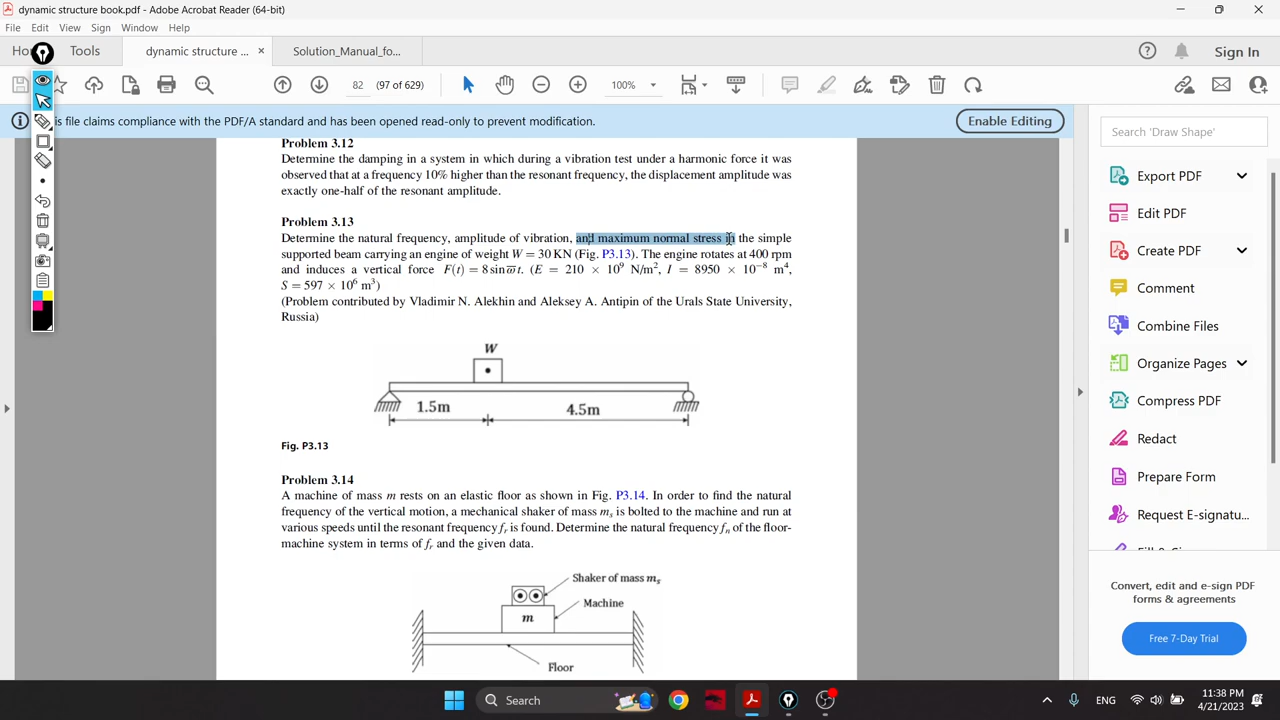 dynamic structure book.pdf - Adobe Acrobat Reader (64-bit)
File Edit View Sign Window Help
Tools dynamic structure ... × Solution_Manual_fo... Sign In
82 (97 of 629) 100%
is file claims compliance with the PDF/A standard and has been opened read-only to prevent modification. Enable Editing
Problem 3.12
Determine the damping in a system in which during a vibration test under a harmonic force it was
observed that at a frequency 10% higher than the resonant frequency, the displacement amplitude was
exactly one-half of the resonant amplitude.
Problem 3.13
Determine the natural frequency, amplitude of vibration, and maximum normal stress in the simple
supported beam carrying an engine of weight W = 30 KN (Fig. P3.13). The engine rotates at 400 rpm
and induces a vertical force F(t) = 8 sin ω̅ t. (E = 210 × 10⁹ N/m², I = 8950 × 10⁻⁸ m⁴,
S = 597 × 10⁶ m³)
(Problem contributed by Vladimir N. Alekhin and Aleksey A. Antipin of the Urals State University,
Russia)
W
1.5m 4.5m
Fig. P3.13
Problem 3.14
A machine of mass m rests on an elastic floor as shown in Fig. P3.14. In order to find the natural
frequency of the vertical motion, a mechanical shaker of mass mₛ is bolted to the machine and run at
various speeds until the resonant frequency fᵣ is found. Determine the natural frequency fₙ of the floor-
machine system in terms of fᵣ and the given data.
Shaker of mass mₛ
Machine
m
Floor
Search 'Draw Shape'
Export PDF
Edit PDF
Create PDF
Comment
Combine Files
Organize Pages
Compress PDF
Redact
Prepare Form
Request E-signatu...
Convert, edit and e-sign PDF
forms & agreements
Free 7-Day Trial
Search
ENG
11:38 PM
4/21/2023